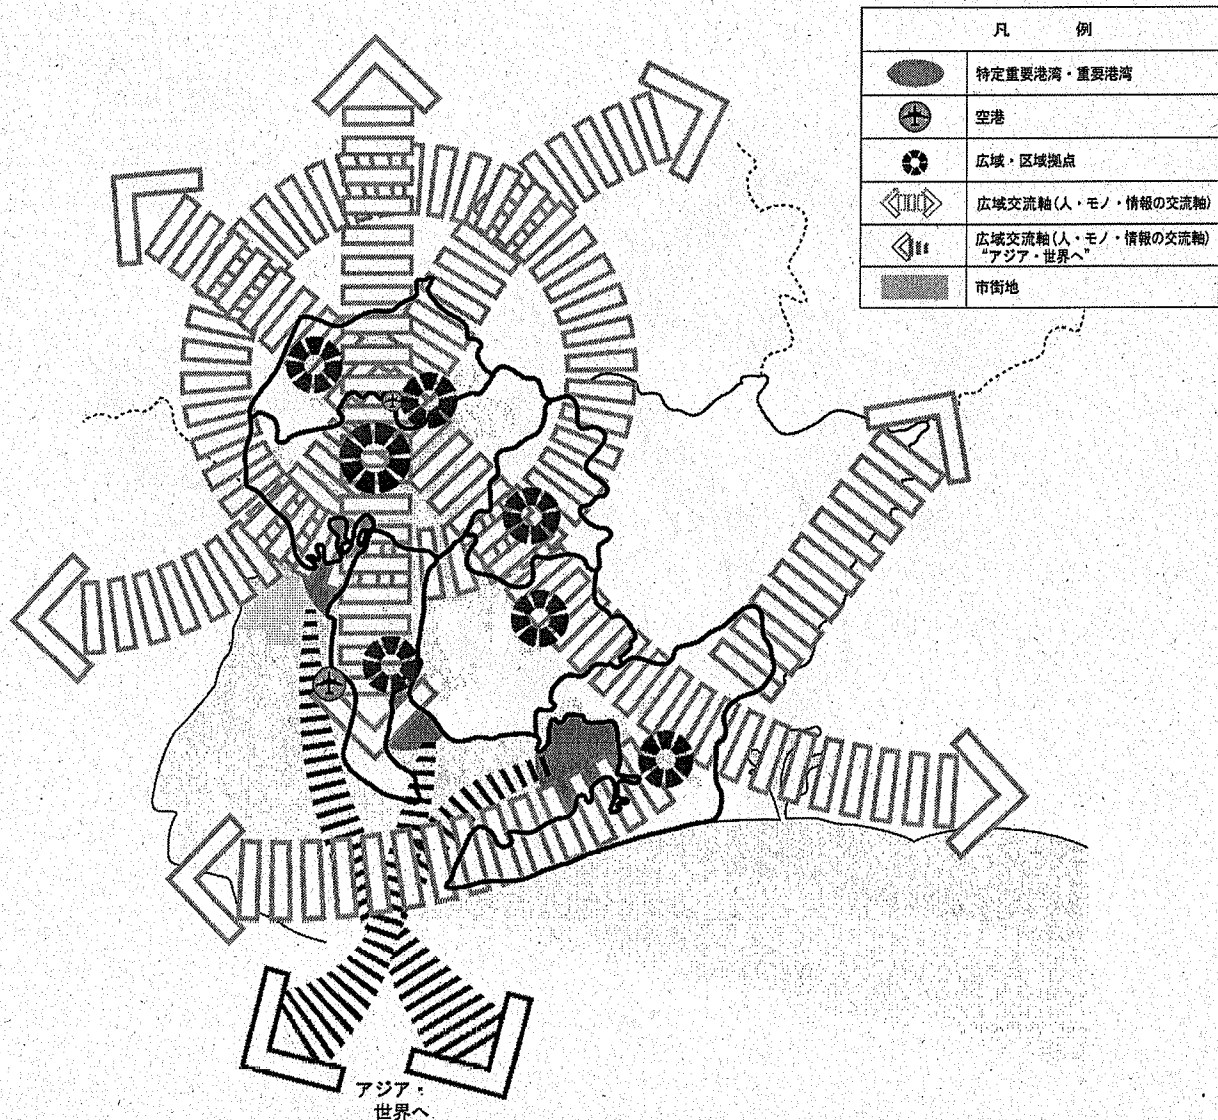 凡 例
特定重要港湾・重要港湾
空港
広域・区域拠点
広域交流軸(人・モノ・情報の交流軸)
広域交流軸(人・モノ・情報の交流軸)
“アジア・世界へ”
市街地
アジア・
世界へ